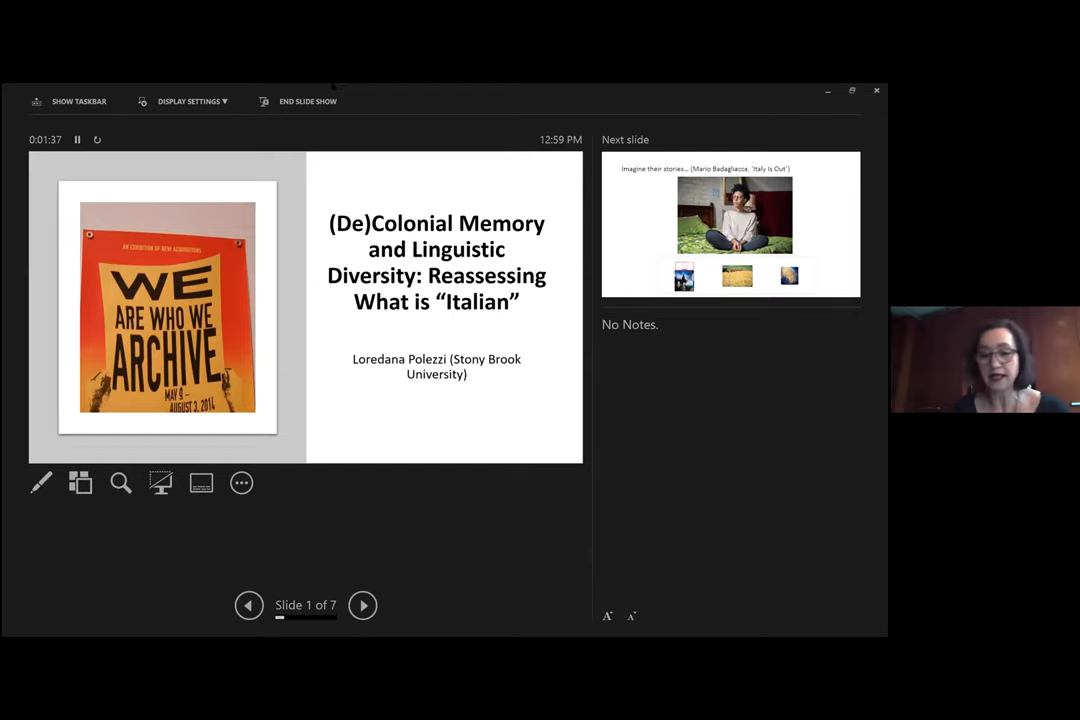 SHOW TASKBAR
DISPLAY SETTINGS ▼
END SLIDE SHOW
0:01:37
12:59 PM
AN EXHIBITION OF NEW ACQUISITIONS
WE
ARE WHO WE
ARCHIVE
MAY 9 –
AUGUST 3, 2014
(De)Colonial Memory
and Linguistic
Diversity: Reassessing
What is “Italian”
Loredana Polezzi (Stony Brook
University)
Slide 1 of 7
Next slide
Imagine their stories... (Mario Badagliacca, ‘Italy Is Out’)
No Notes.
A
A